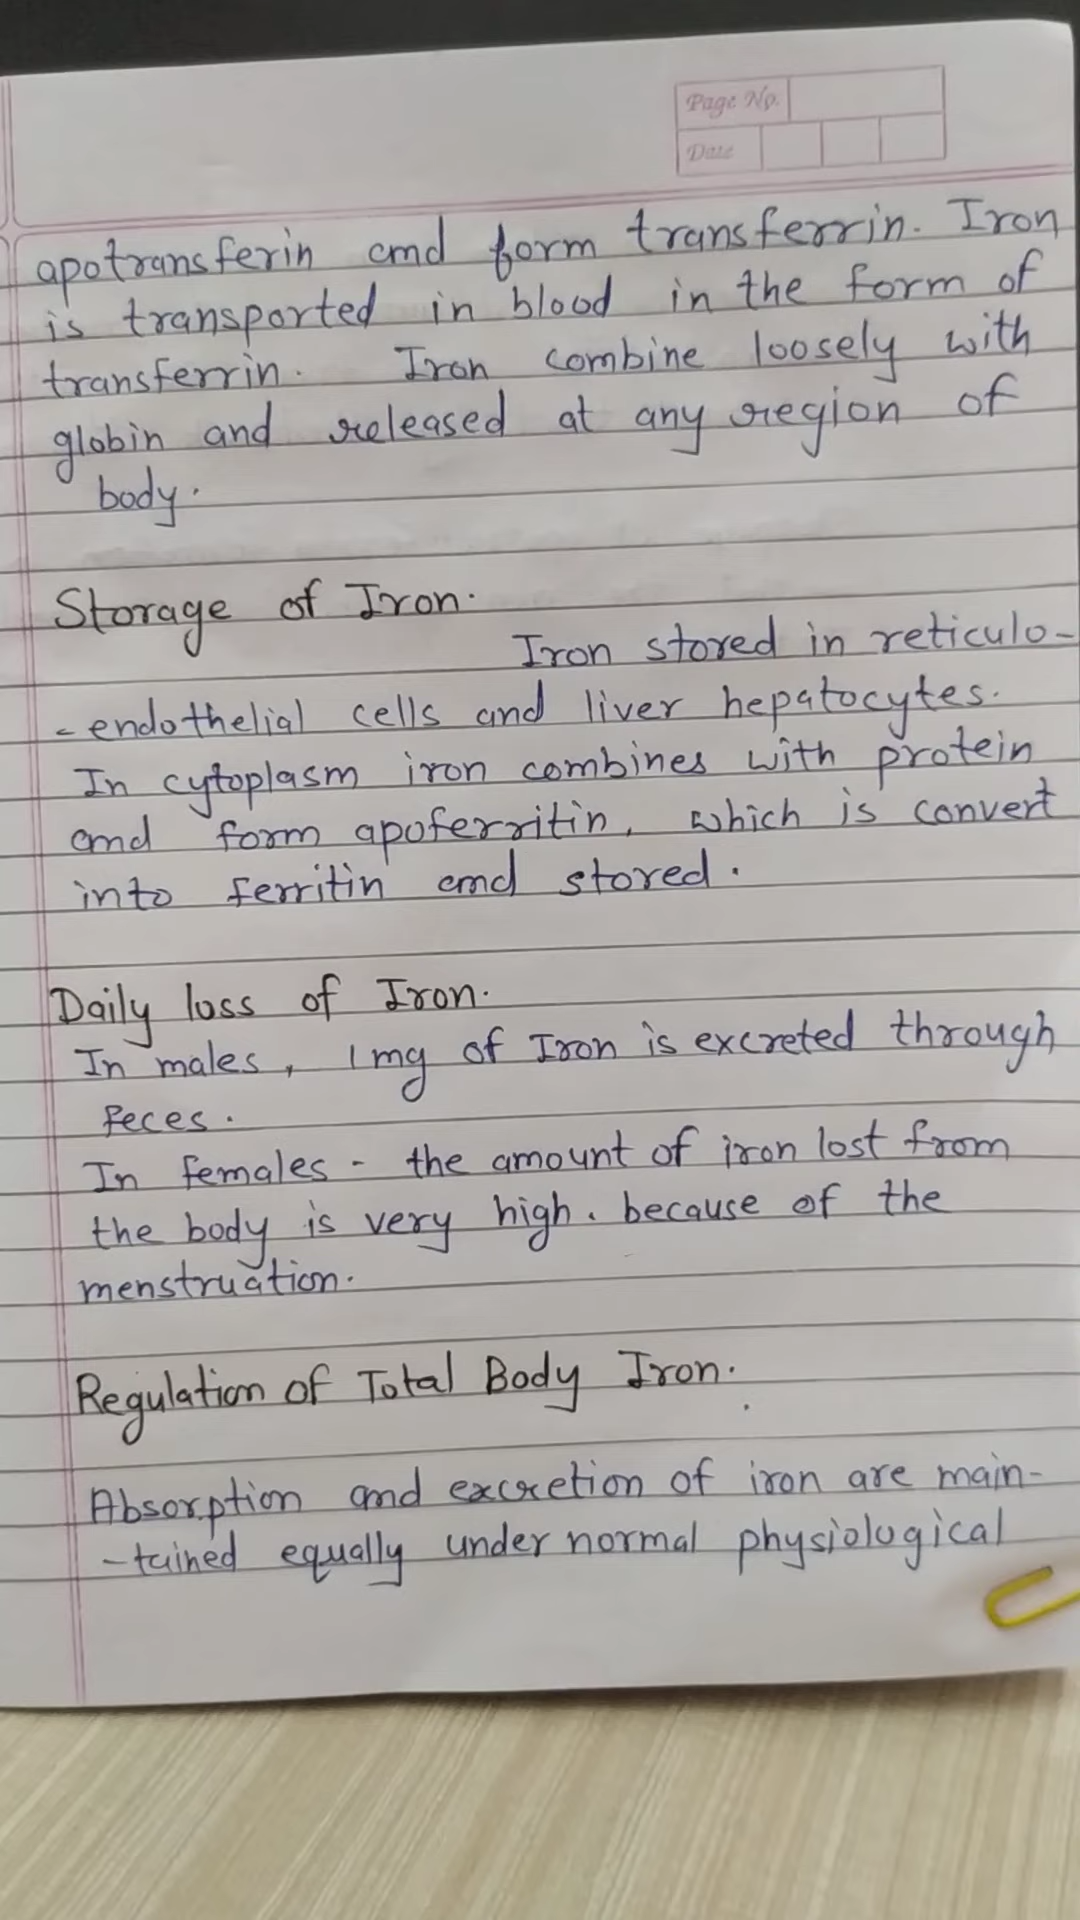 Page No.
Date
apotransferin and form transferrin. Iron
is transported in blood in the form of
transferrin. Iron combine loosely with
globin and released at any region of
body.
Storage of Iron.
Iron stored in reticulo-
-endothelial cells and liver hepatocytes.
In cytoplasm iron combines with protein
and form apoferritin, which is convert
into ferritin and stored.
Daily loss of Iron.
In males, 1mg of Iron is excreted through
feces.
In females - the amount of iron lost from
the body is very high. because of the
menstruation.
Regulation of Total Body Iron.
Absorption and excretion of iron are main-
-tained equally under normal physiological